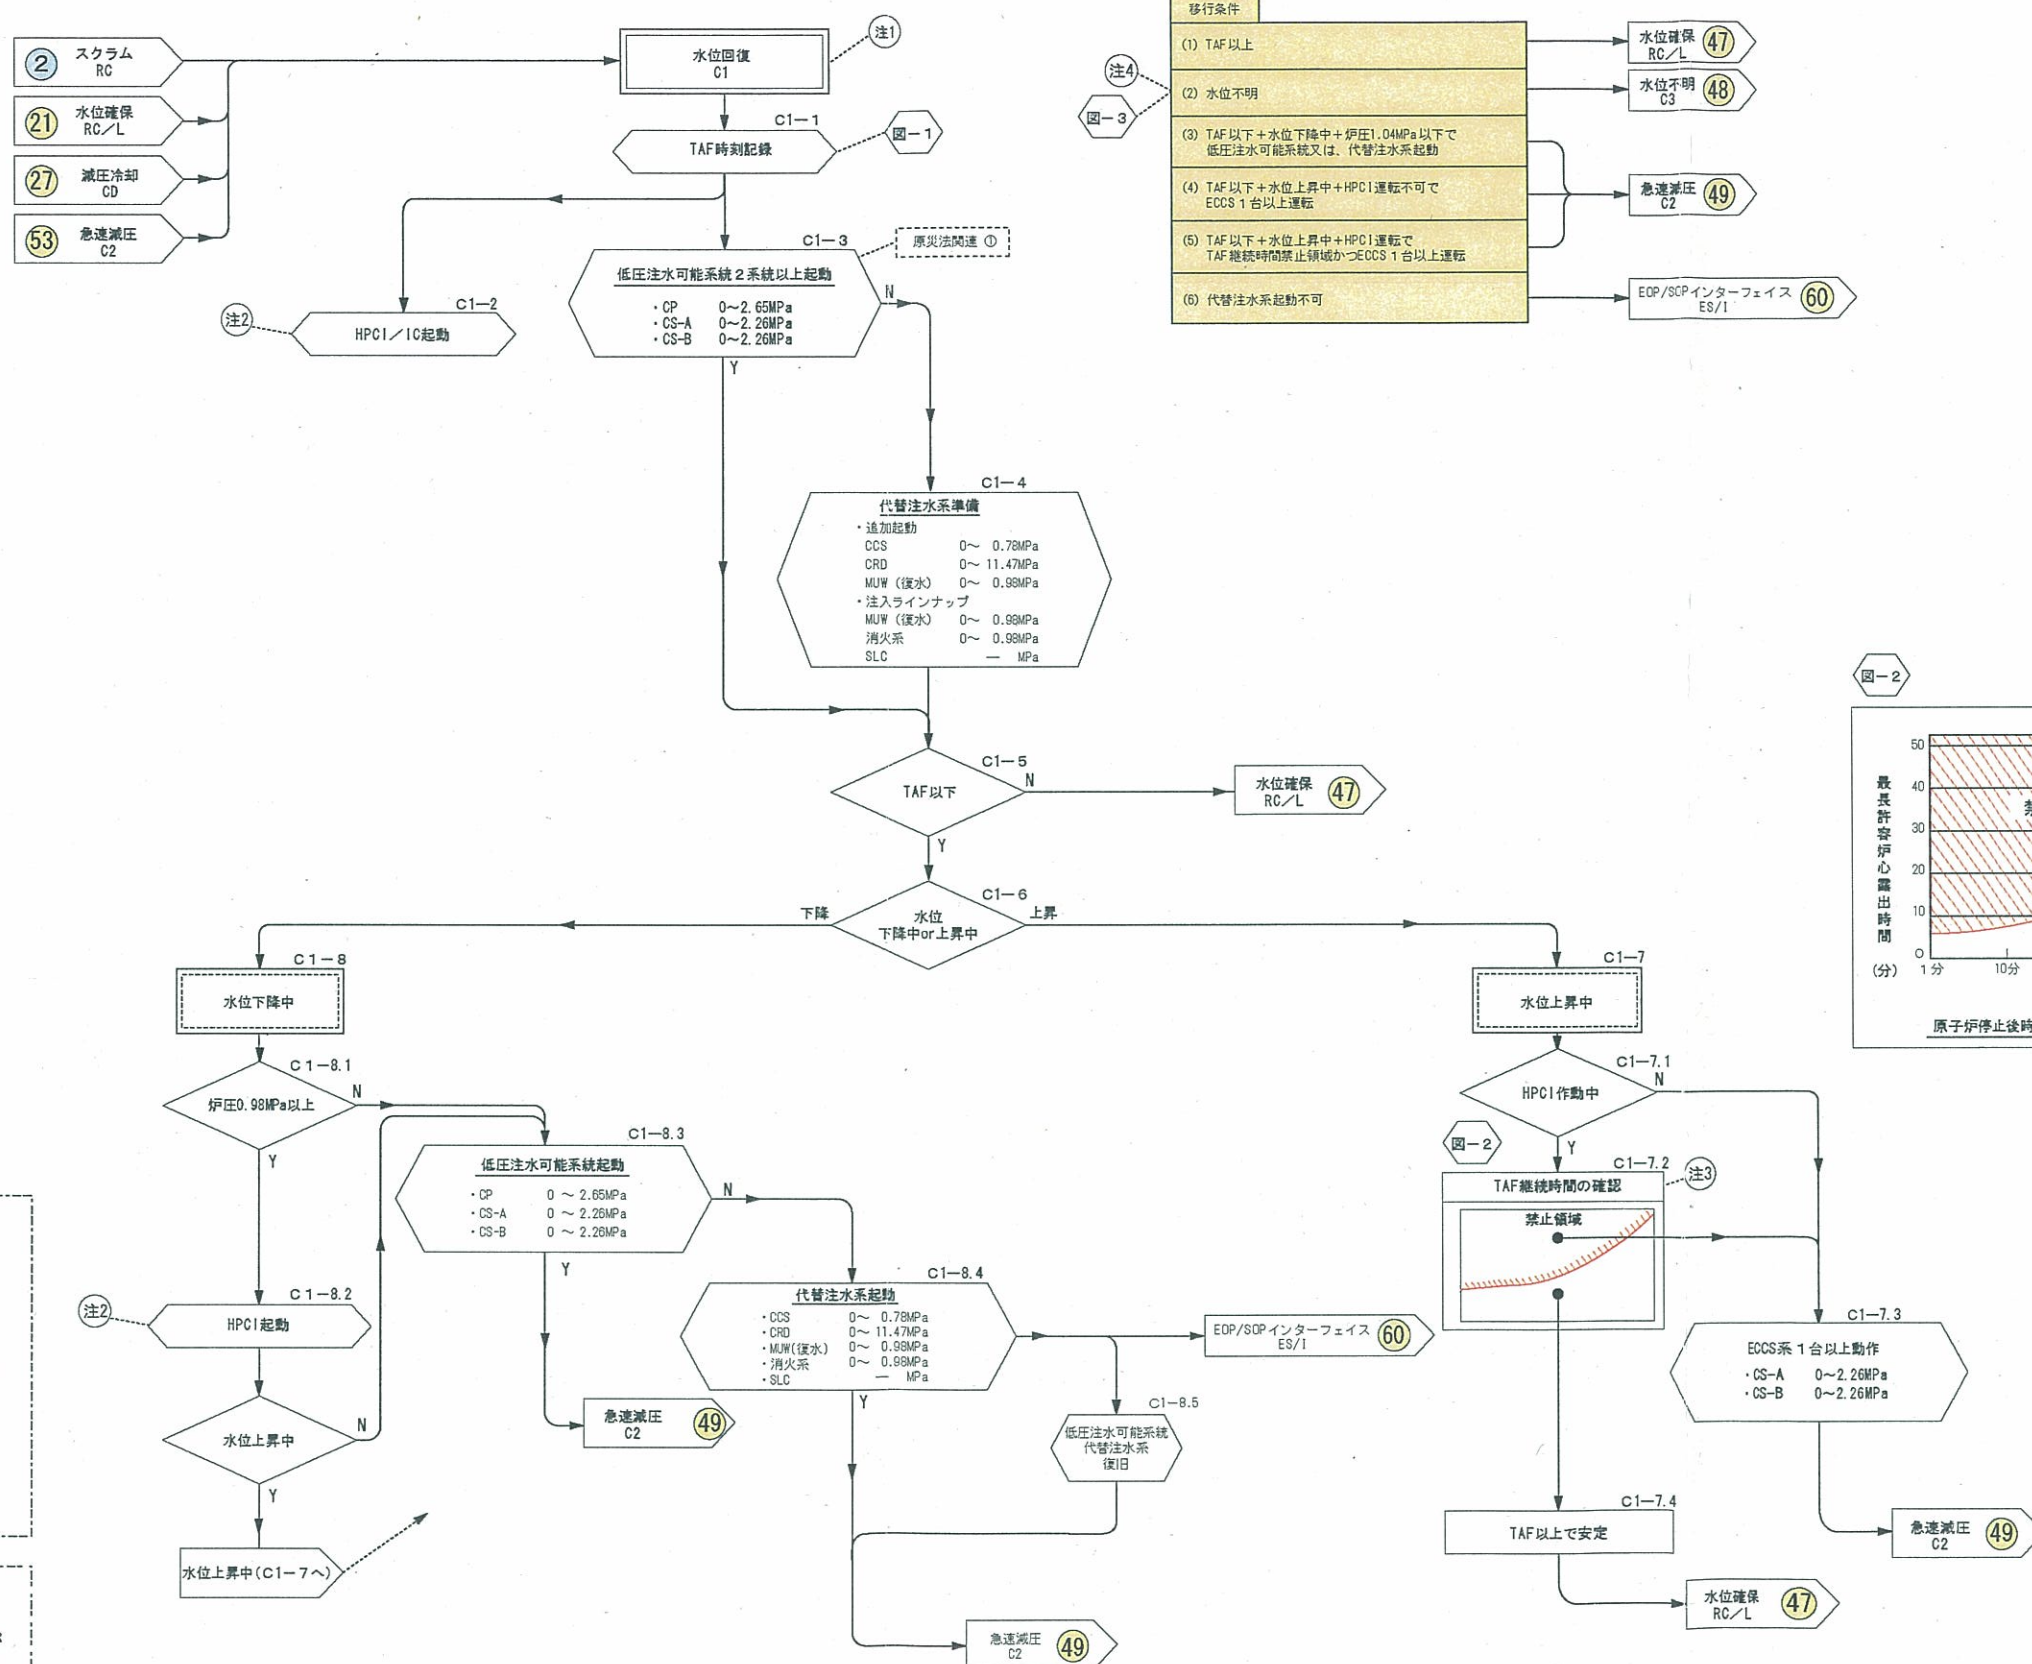 ② スクラム
RC
㉑ 水位確保
RC/L
㉗ 減圧冷却
CD
53 急速減圧
C2
水位回復
C1
注1
C1-1
TAF時刻記録
図-1
C1-2
注2
HPCI/IC起動
C1-3
原災法関連 ①
低圧注水可能系統2系統以上起動
・CP 0~2.65MPa
・CS-A 0~2.26MPa
・CS-B 0~2.26MPa
N
Y
移行条件
(1) TAF以上
水位確保 47
RC/L
注4
図-3
(2) 水位不明
水位不明 48
C3
(3) TAF以下+水位下降中+炉圧1.04MPa以下で
低圧注水可能系統又は、代替注水系起動
(4) TAF以下+水位上昇中+HPCI運転不可で
ECCS1台以上運転
急速減圧 49
C2
(5) TAF以下+水位上昇中+HPCI運転で
TAF継続時間禁止領域かつECCS1台以上運転
(6) 代替注水系起動不可
EOP/SOPインターフェイス 60
ES/I
C1-4
代替注水系準備
・追加起動
CCS 0~ 0.78MPa
CRD 0~ 11.47MPa
MUW(復水) 0~ 0.98MPa
・注入ラインナップ
MUW(復水) 0~ 0.98MPa
消火系 0~ 0.98MPa
SLC ― MPa
C1-5
TAF以下
N
水位確保 47
RC/L
Y
C1-6
水位
下降中or上昇中
下降
上昇
図-2
最長許容炉心露出時間
(分)
50
40
30
20
10
0
1分 10分
原子炉停止後時
C1-8
水位下降中
C1-8.1
炉圧0.98MPa以上
N
Y
C1-8.2
注2
HPCI起動
水位上昇中
N
Y
水位上昇中(C1-7へ)
C1-8.3
低圧注水可能系統起動
・CP 0 ~ 2.65MPa
・CS-A 0 ~ 2.26MPa
・CS-B 0 ~ 2.26MPa
N
Y
急速減圧 49
C2
C1-8.4
代替注水系起動
・CCS 0~ 0.78MPa
・CRD 0~ 11.47MPa
・MUW(復水) 0~ 0.98MPa
・消火系 0~ 0.98MPa
・SLC ― MPa
Y
EOP/SOPインターフェイス 60
ES/I
C1-8.5
低圧注水可能系統
代替注水系
復旧
急速減圧 49
C2
C1-7
水位上昇中
C1-7.1
HPCI作動中
N
Y
図-2
C1-7.2
注3
TAF継続時間の確認
禁止領域
C1-7.3
ECCS系1台以上動作
・CS-A 0~2.26MPa
・CS-B 0~2.26MPa
C1-7.4
TAF以上で安定
急速減圧 49
C2
水位確保 47
RC/L